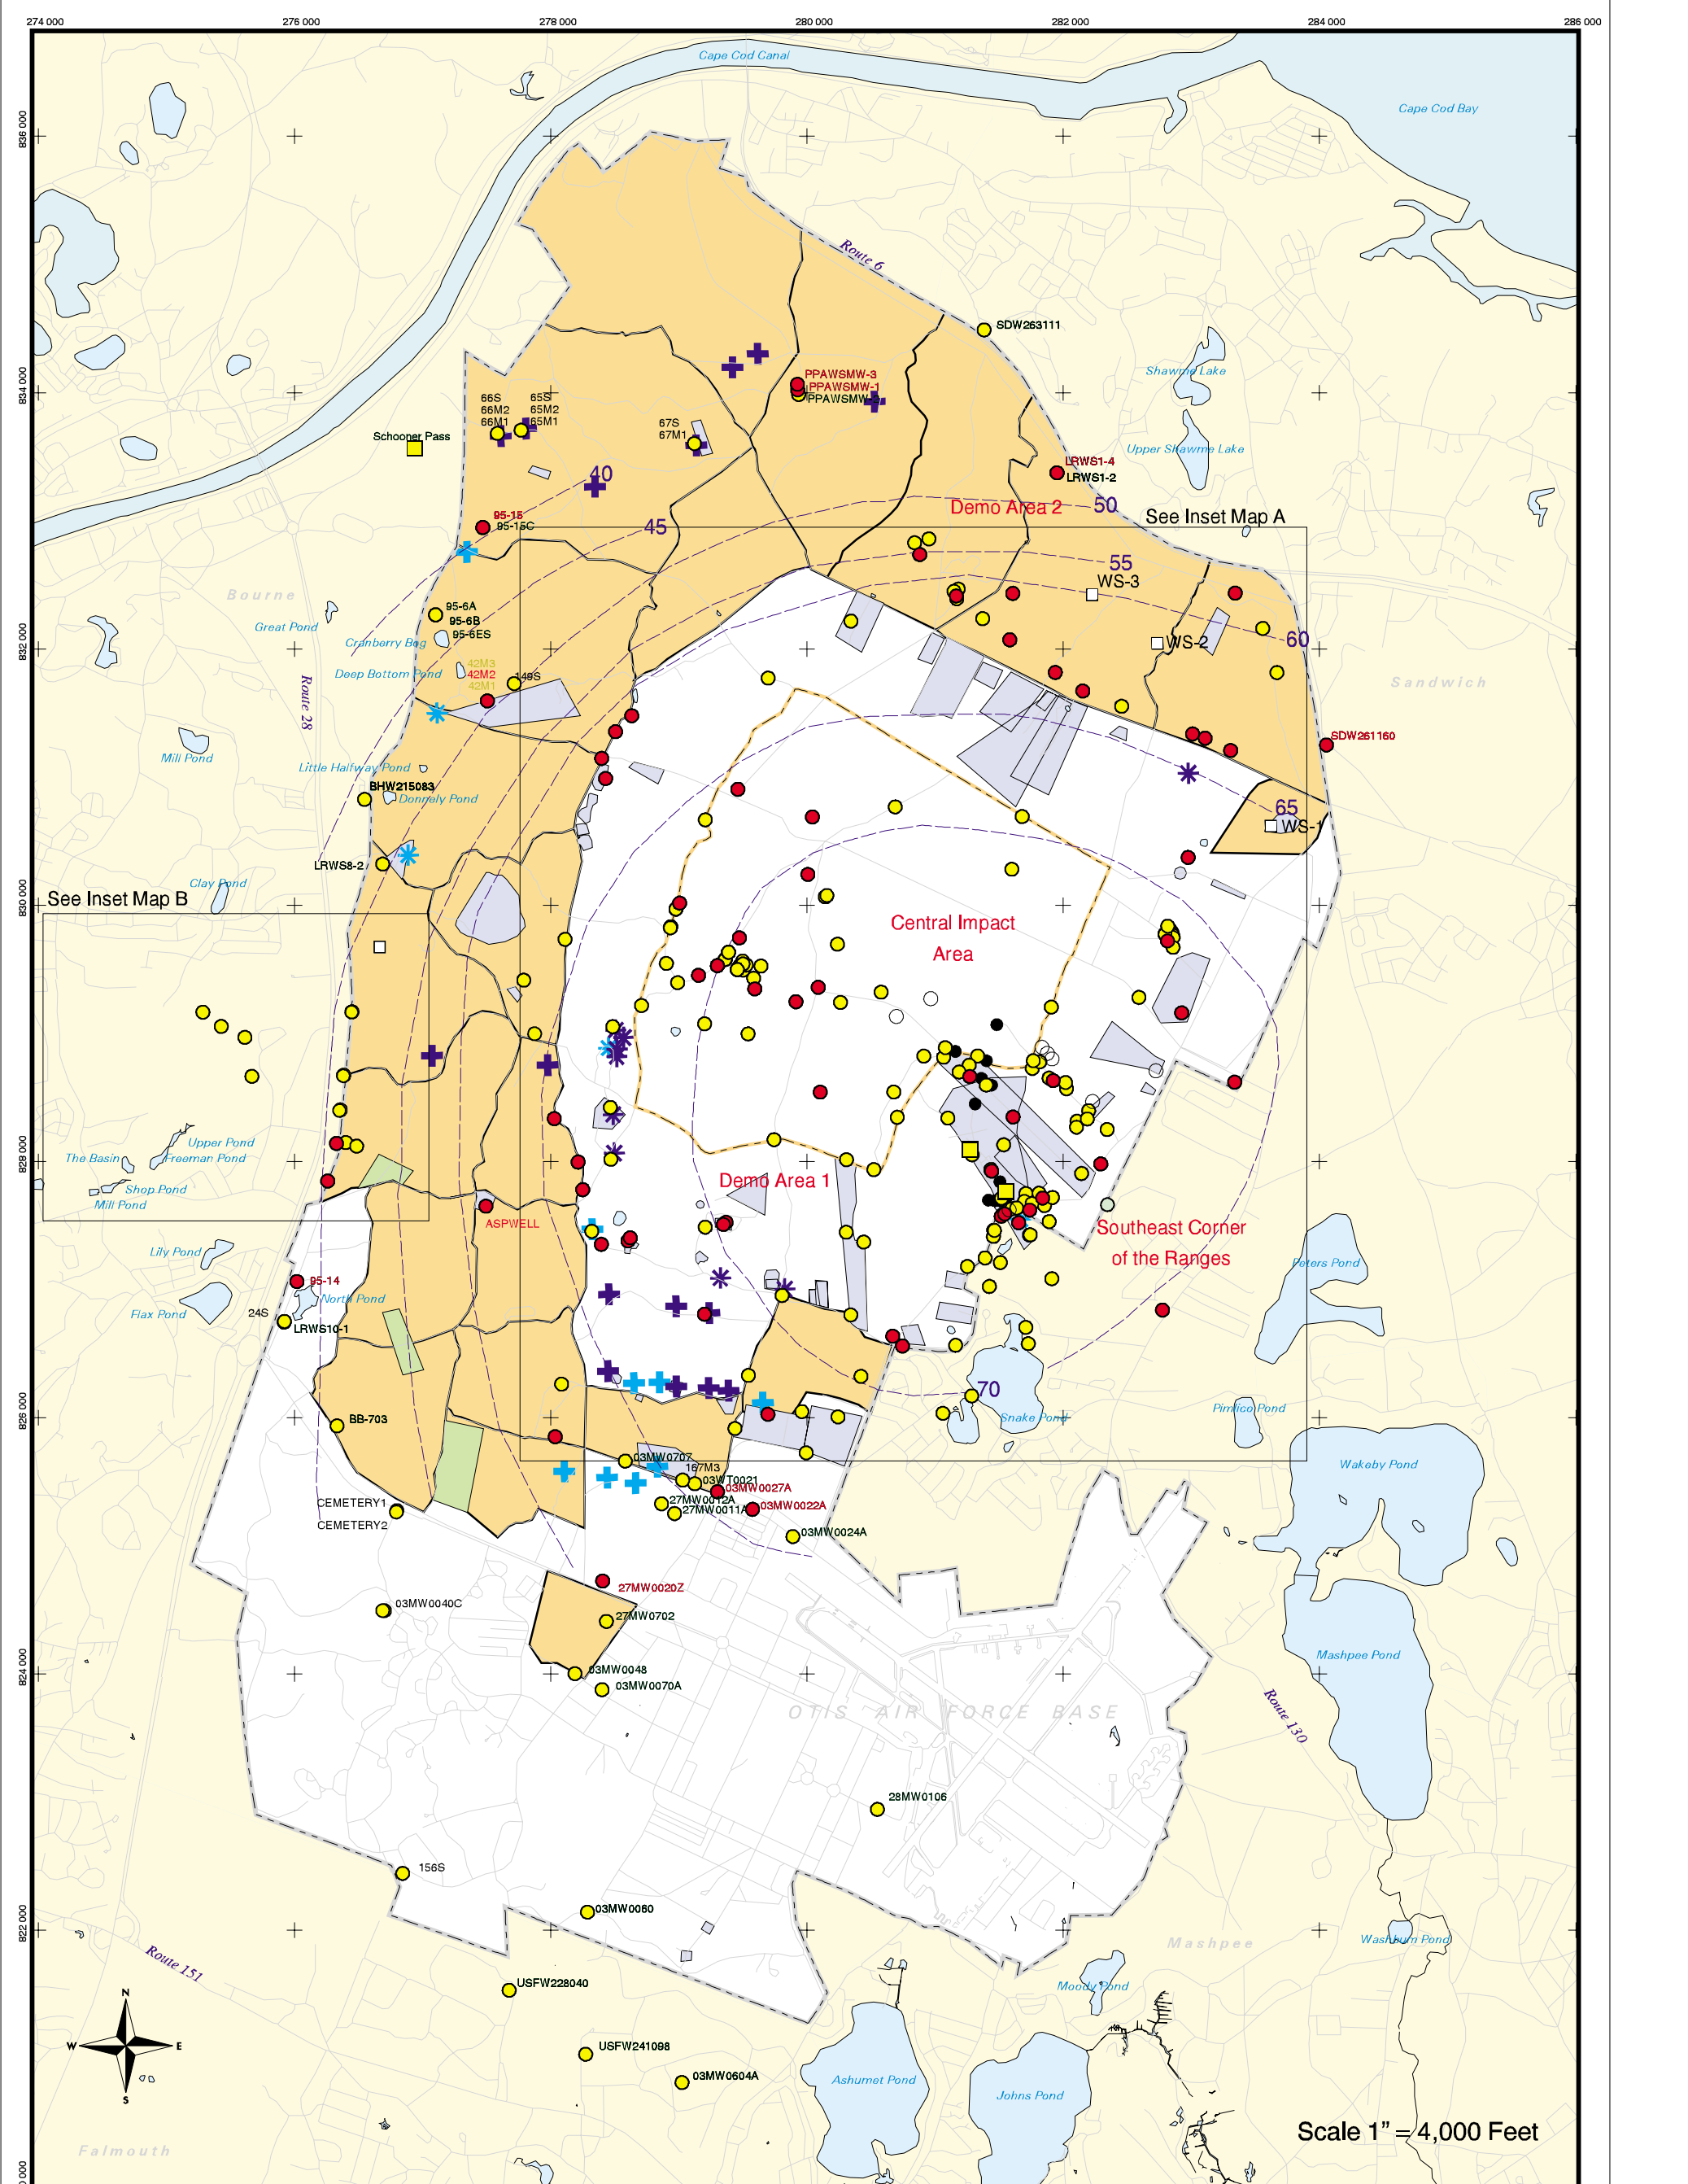 274 000
276 000
278 000
280 000
282 000
284 000
286 000
Cape Cod Canal
Cape Cod Bay
836 000
Route 6
SDW263111
Shawme Lake
834 000
PPAWSMW-3
PPAWSMW-1
66S
66M2
66M1
65S
65M2
65M1
67S
67M1
Schooner Pass
Upper Shawme Lake
LRWS1-4
LRWS1-2
40
Demo Area 2
50
See Inset Map A
95-15
95-15C
45
55
WS-3
Bourne
Great Pond
95-6A
95-6B
95-6ES
Cranberry Bog
832 000
60
WS-2
42M3
42M2
42M1
Deep Bottom Pond
149S
Sandwich
Route 28
SDW261160
Mill Pond
Little Halfway Pond
BHW215083
Donnaly Pond
65
WS-1
LRWS8-2
Clay Pond
See Inset Map B
830 000
Central Impact
Area
Upper Pond
The Basin
Freeman Pond
828 000
Shop Pond
Mill Pond
Demo Area 1
ASPWELL
Southeast Corner
of the Ranges
Lily Pond
Peters Pond
95-14
North Pond
Flax Pond
24S
LRWS10-1
70
826 000
BB-703
Snake Pond
Pimlico Pond
03MW0707
167M3
Wakeby Pond
03WT0021
03MW0027A
CEMETERY1
27MW0012A
27MW0011A
03MW0022A
CEMETERY2
03MW0024A
27MW0020Z
03MW0040C
27MW0702
Mashpee Pond
824 000
03MW0048
03MW0070A
OTIS AIR FORCE BASE
Route 130
28MW0106
156S
03MW0060
822 000
Mashpee
Washburn Pond
Route 151
USFW228040
Moody Pond
N
W
E
S
USFW241098
03MW0604A
Ashumet Pond
Johns Pond
Scale 1" = 4,000 Feet
Falmouth